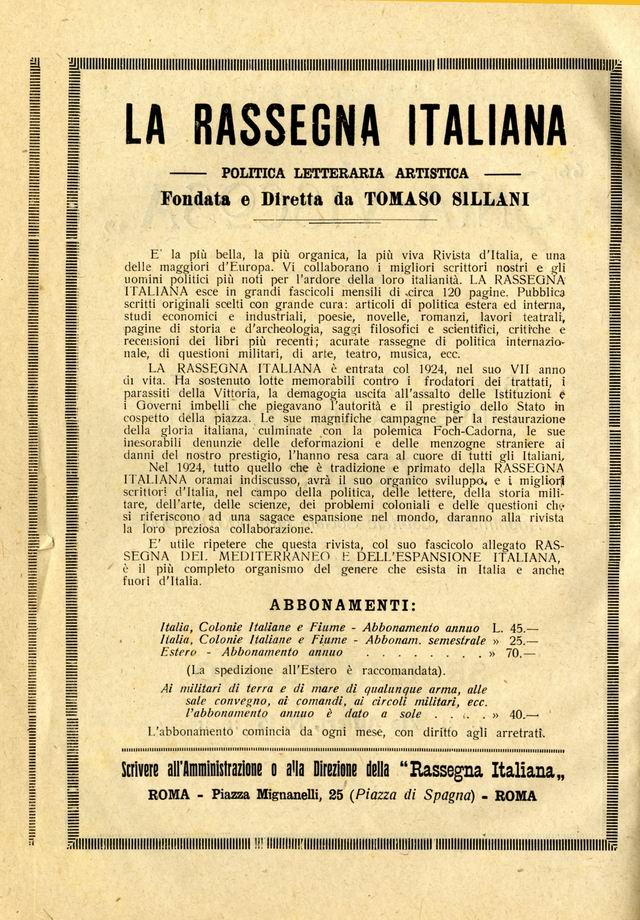 LA RASSEGNA ITALIANA
POLITICA LETTERARIA ARTISTICA
Fondata e Diretta da TOMASO SILLANI
E' la più bella, la più organica, la più viva Rivista d'Italia, e una
delle maggiori d'Europa. Vi collaborano i migliori scrittori nostri e gli
uomini politici più noti per l'ardore della loro italianità. LA RASSEGNA
ITALIANA esce in grandi fascicoli mensili di circa 120 pagine. Pubblica
scritti originali scelti con grande cura: articoli di politica estera ed interna,
studi economici e industriali, poesie, novelle, romanzi, lavori teatrali,
pagine di storia e d'archeologia, saggi filosofici e scientifici, critiche e
recensioni dei libri più recenti; acurate rassegne di politica internazio-
nale, di questioni militari, di arte, teatro, musica, ecc.
LA RASSEGNA ITALIANA è entrata col 1924, nel suo VII anno
di vita. Ha sostenuto lotte memorabili contro i frodatori dei trattati, i
parassiti della Vittoria, la demagogia uscita all'assalto delle Istituzioni e
i Governi imbelli che piegavano l'autorità e il prestigio dello Stato in
cospetto della piazza. Le sue magnifiche campagne per la restaurazione
della gloria italiana, culminate con la polemica Foch-Cadorna, le sue
inesorabili denunzie delle deformazioni e delle menzogne straniere ai
danni del nostro prestigio, l'hanno resa cara al cuore di tutti gli Italiani.
Nel 1924, tutto quello che è tradizione e primato della RASSEGNA
ITALIANA oramai indiscusso, avrà il suo organico sviluppo, e i migliori
scrittori d'Italia, nel campo della politica, delle lettere, della storia mili-
tare, dell'arte, delle scienze, dei problemi coloniali e delle questioni che
si riferiscono ad una sagace espansione nel mondo, daranno alla rivista
la loro preziosa collaborazione.
E' utile ripetere che questa rivista, col suo fascicolo allegato RAS-
SEGNA DEL MEDITERRANEO E DELL'ESPANSIONE ITALIANA,
è il più completo organismo del genere che esista in Italia e anche
fuori d'Italia.
ABBONAMENTI:
Italia, Colonie Italiane e Fiume - Abbonamento annuo L. 45.—
Italia, Colonie Italiane e Fiume - Abbonam. semestrale » 25.—
Estero - Abbonamento annuo . . . . . . . . » 70.—
(La spedizione all'Estero è raccomandata).
Ai militari di terra e di mare di qualunque arma, alle
sale convegno, ai comandi, ai circoli militari, ecc.
l'abbonamento annuo è dato a sole . . . . » 40.—
L'abbonamento comincia da ogni mese, con diritto agli arretrati.
Scrivere all'Amministrazione o alla Direzione della "Rassegna Italiana„
ROMA - Piazza Mignanelli, 25 (Piazza di Spagna) - ROMA